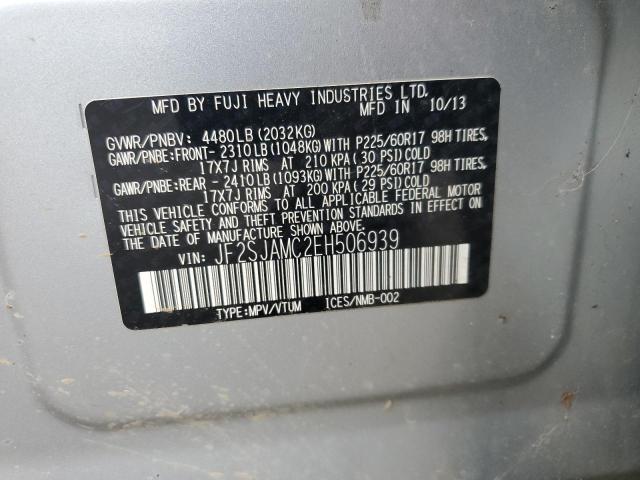 MFD BY FUJI HEAVY INDUSTRIES LTD.
MFD IN 10/13
GVWR/PNBV: 4480LB(2032KG)
GAWR/PNBE:FRONT- 2310LB(1048KG)WITH P225/60R17 98H TIRES,
17X7J RIMS AT 210 KPA(30 PSI)COLD
GAWR/PNBE:REAR - 2410LB(1093KG)WITH P225/60R17 98H TIRES,
17X7J RIMS AT 200 KPA(29 PSI)COLD
THIS VEHICLE CONFORMS TO ALL APPLICABLE FEDERAL MOTOR
VEHICLE SAFETY AND THEFT PREVENTION STANDARDS IN EFFECT ON
THE DATE OF MANUFACTURE SHOWN ABOVE.
VIN: JF2SJAMC2EH506939
TYPE:MPV/VTUM ICES/NMB-002